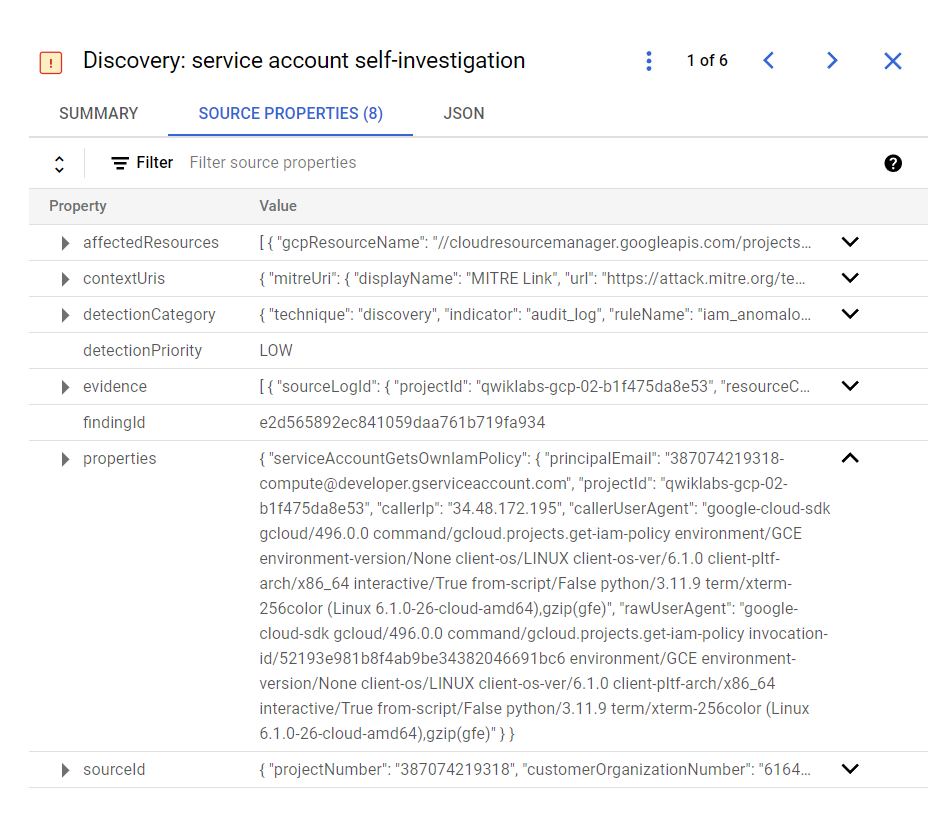 Discovery: service account self-investigation
1 of 6
SUMMARY
SOURCE PROPERTIES (8)
JSON
Filter Filter source properties
Property Value
affectedResources [ { "gcpResourceName": "//cloudresourcemanager.googleapis.com/projects...
contextUris { "mitreUri": { "displayName": "MITRE Link", "url": "https://attack.mitre.org/te...
detectionCategory { "technique": "discovery", "indicator": "audit_log", "ruleName": "iam_anomalo...
detectionPriority LOW
evidence [ { "sourceLogId": { "projectId": "qwiklabs-gcp-02-b1f475da8e53", "resourceC...
findingId e2d565892ec841059daa761b719fa934
properties { "serviceAccountGetsOwnIamPolicy": { "principalEmail": "387074219318-
compute@developer.gserviceaccount.com", "projectId": "qwiklabs-gcp-02-
b1f475da8e53", "callerIp": "34.48.172.195", "callerUserAgent": "google-cloud-sdk
gcloud/496.0.0 command/gcloud.projects.get-iam-policy environment/GCE
environment-version/None client-os/LINUX client-os-ver/6.1.0 client-pltf-
arch/x86_64 interactive/True from-script/False python/3.11.9 term/xterm-
256color (Linux 6.1.0-26-cloud-amd64),gzip(gfe)", "rawUserAgent": "google-
cloud-sdk gcloud/496.0.0 command/gcloud.projects.get-iam-policy invocation-
id/52193e981b8f4ab9be34382046691bc6 environment/GCE environment-
version/None client-os/LINUX client-os-ver/6.1.0 client-pltf-arch/x86_64
interactive/True from-script/False python/3.11.9 term/xterm-256color (Linux
6.1.0-26-cloud-amd64),gzip(gfe)" } }
sourceId { "projectNumber": "387074219318", "customerOrganizationNumber": "6164...